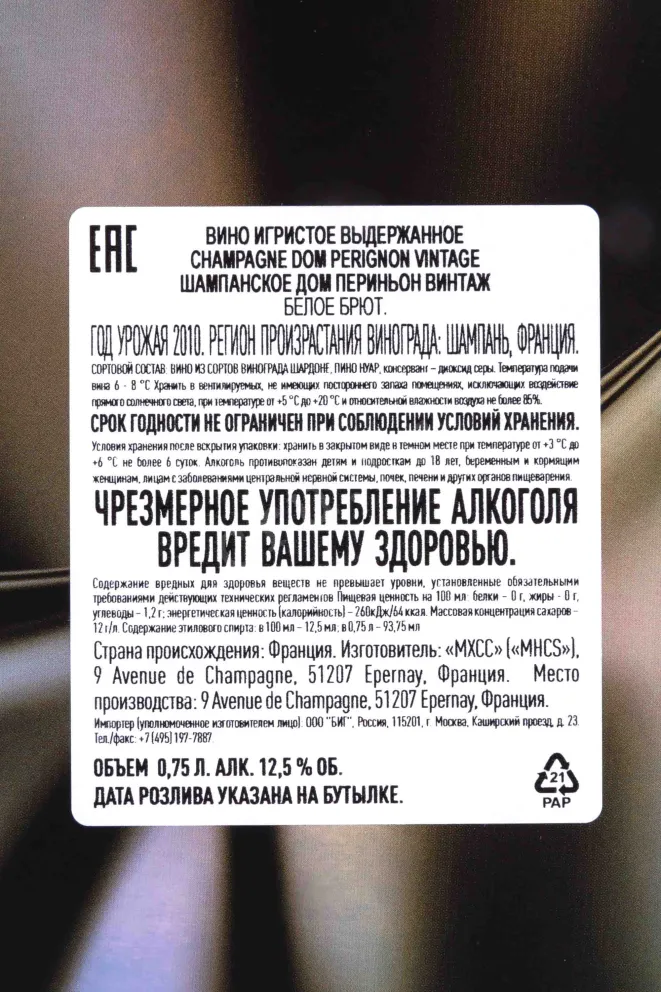 EAC
ВИНО ИГРИСТОЕ ВЫДЕРЖАННОЕ
CHAMPAGNE DOM PERIGNON VINTAGE
ШАМПАНСКОЕ ДОМ ПЕРИНЬОН ВИНТАЖ
БЕЛОЕ БРЮТ.
ГОД УРОЖАЯ 2010. РЕГИОН ПРОИЗРАСТАНИЯ ВИНОГРАДА: ШАМПАНЬ, ФРАНЦИЯ.
СОРТОВОЙ СОСТАВ: ВИНО ИЗ СОРТОВ ВИНОГРАДА ШАРДОНЕ, ПИНО НУАР, консервант – диоксид серы. Температура подачи
вина 6 - 8 °С Хранить в вентилируемых, не имеющих постороннего запаха помещениях, исключающих воздействие
прямого солнечного света, при температуре от +5 °С до +20 °С и относительной влажности воздуха не более 85%.
СРОК ГОДНОСТИ НЕ ОГРАНИЧЕН ПРИ СОБЛЮДЕНИИ УСЛОВИЙ ХРАНЕНИЯ.
Условия хранения после вскрытия упаковки: хранить в закрытом виде в темном месте при температуре от +3 °С до
+6 °С не более 6 суток. Алкоголь противопоказан детям и подросткам до 18 лет, беременным и кормящим
женщинам, лицам с заболеваниями центральной нервной системы, почек, печени и других органов пищеварения.
ЧРЕЗМЕРНОЕ УПОТРЕБЛЕНИЕ АЛКОГОЛЯ
ВРЕДИТ ВАШЕМУ ЗДОРОВЬЮ.
Содержание вредных для здоровья веществ не превышает уровни, установленные обязательными
требованиями действующих технических регламентов Пищевая ценность на 100 мл: белки – 0 г, жиры - 0 г,
углеводы – 1,2 г; энергетическая ценность (калорийность) – 260кДж/64 ккал. Массовая концентрация сахаров –
12 г/л. Содержание этилового спирта: в 100 мл – 12,5 мл, в 0,75 л – 93,75 мл
Страна происхождения: Франция. Изготовитель: «МХСС» («MHCS»),
9 Avenue de Champagne, 51207 Epernay, Франция. Место
производства: 9 Avenue de Champagne, 51207 Epernay, Франция.
Импортер (уполномоченное изготовителем лицо): ООО "БИГ", Россия, 115201, г. Москва, Каширский проезд, д. 23.
Тел./факс: +7 (495) 197-7887.
ОБЪЕМ 0,75 Л. АЛК. 12,5 % ОБ.
ДАТА РОЗЛИВА УКАЗАНА НА БУТЫЛКЕ.
21
PAP